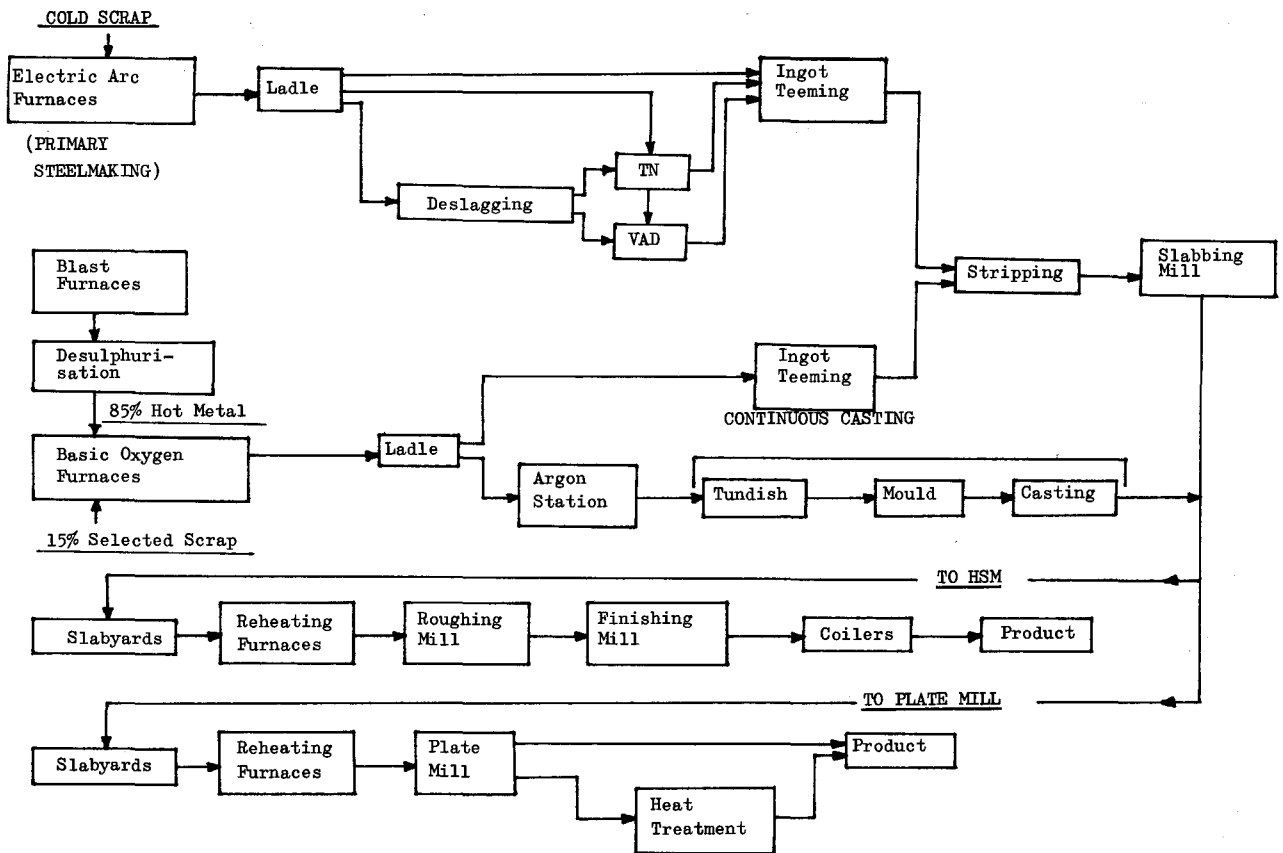 COLD SCRAP
Electric Arc
Furnaces
(PRIMARY
STEELMAKING)
Ladle
Ingot
Teeming
TN
Deslagging
VAD
Blast
Furnaces
Desulphuri-
sation
85% Hot Metal
Basic Oxygen
Furnaces
15% Selected Scrap
Ladle
Ingot
Teeming
CONTINUOUS CASTING
Argon
Station
Tundish
Mould
Casting
Stripping
Slabbing
Mill
TO HSM
Slabyards
Reheating
Furnaces
Roughing
Mill
Finishing
Mill
Coilers
Product
TO PLATE MILL
Slabyards
Reheating
Furnaces
Plate
Mill
Heat
Treatment
Product